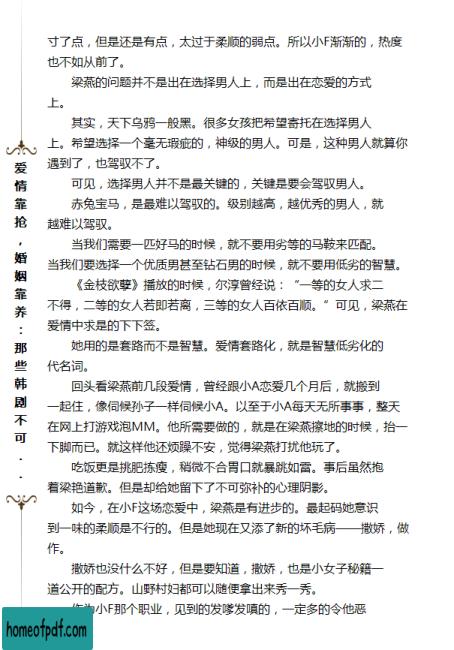 寸了点，但是还是有点，太过于柔顺的弱点。所以小F渐渐的，热度
也不如从前了。
梁燕的问题并不是出在选择男人上，而是出在恋爱的方式
上。
其实，天下乌鸦一般黑。很多女孩把希望寄托在选择男人
上。希望选择一个毫无瑕疵的，神级的男人。可是，这种男人就算你
遇到了，也驾驭不了。
可见，选择男人并不是最关键的，关键是要会驾驭男人。
赤兔宝马，是最难以驾驭的。级别越高，越优秀的男人，就
越难以驾驭。
当我们需要一匹好马的时候，就不要用劣等的马鞍来匹配。
当我们要选择一个优质男甚至钻石男的时候，就不要用低劣的智慧。
《金枝欲孽》播放的时候，尔淳曾经说：“一等的女人求二
不得，二等的女人若即若离，三等的女人百依百顺。”可见，梁燕在
爱情中求是的下下签。
她用的是套路而不是智慧。爱情套路化，就是智慧低劣化的
代名词。
回头看梁燕前几段爱情，曾经跟小A恋爱几个月后，就搬到
一起住，像伺候孙子一样伺候小A。以至于小A每天无所事事，整天
在网上打游戏泡MM。他所需要做的，就是在梁燕擦地的时候，抬一
下脚而已。就这样他还烦躁不安，觉得梁燕打扰他玩了。
吃饭更是挑肥拣瘦，稍微不合胃口就暴跳如雷。事后虽然抱
着梁艳道歉。但是却给她留下了不可弥补的心理阴影。
如今，在小F这场恋爱中，梁燕是有进步的。最起码她意识
到一味的柔顺是不行的。但是她现在又添了新的坏毛病——撒娇，做
作。
撒娇也没什么不好，但是要知道，撒娇，也是小女子秘籍一
道公开的配方。山野村妇都可以随便拿出来秀一秀。
作为小F那个职业，见到的发嗲发嗔的，一定多的令他恶
爱情靠抢，婚姻靠养：那些韩剧不可．．
homeofpdf.com